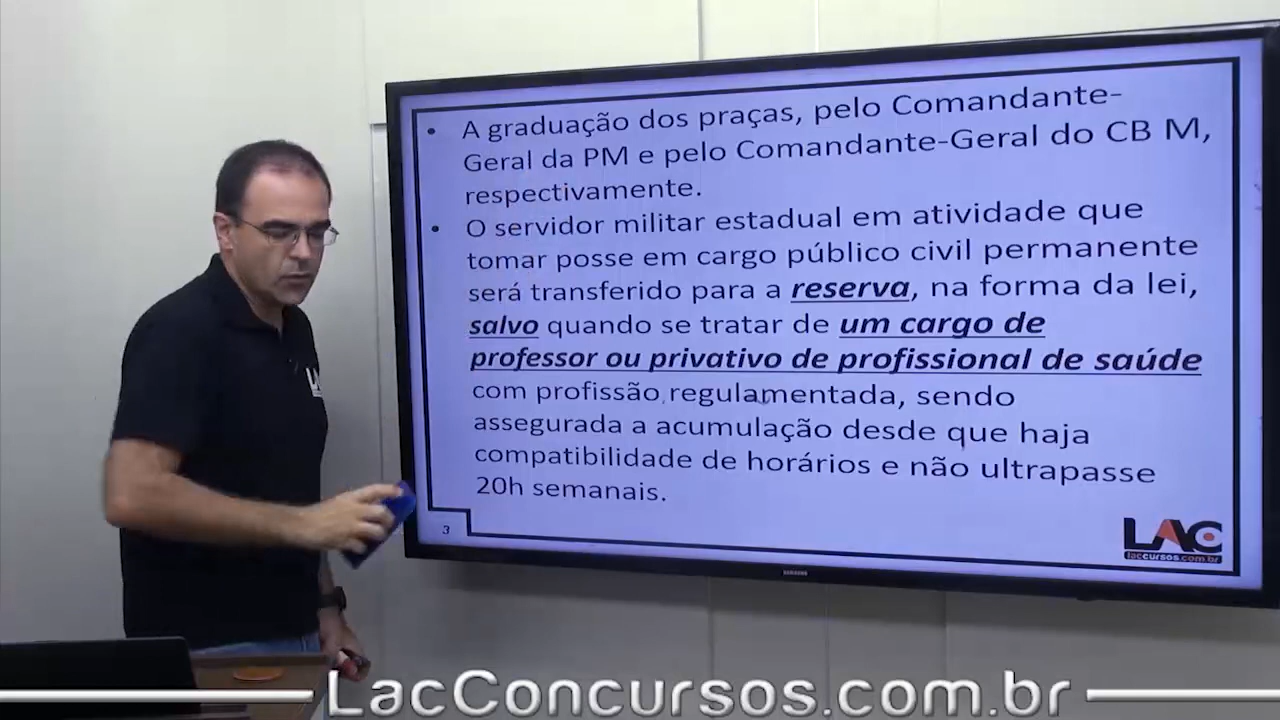 • A graduação dos praças, pelo Comandante-
Geral da PM e pelo Comandante-Geral do CB M,
respectivamente.
• O servidor militar estadual em atividade que
tomar posse em cargo público civil permanente
será transferido para a reserva, na forma da lei,
salvo quando se tratar de um cargo de
professor ou privativo de profissional de saúde
com profissão regulamentada, sendo
assegurada a acumulação desde que haja
compatibilidade de horários e não ultrapasse
20h semanais.
3
LAC
laccursos.com.br
SAMSUNG
LacConcursos.com.br